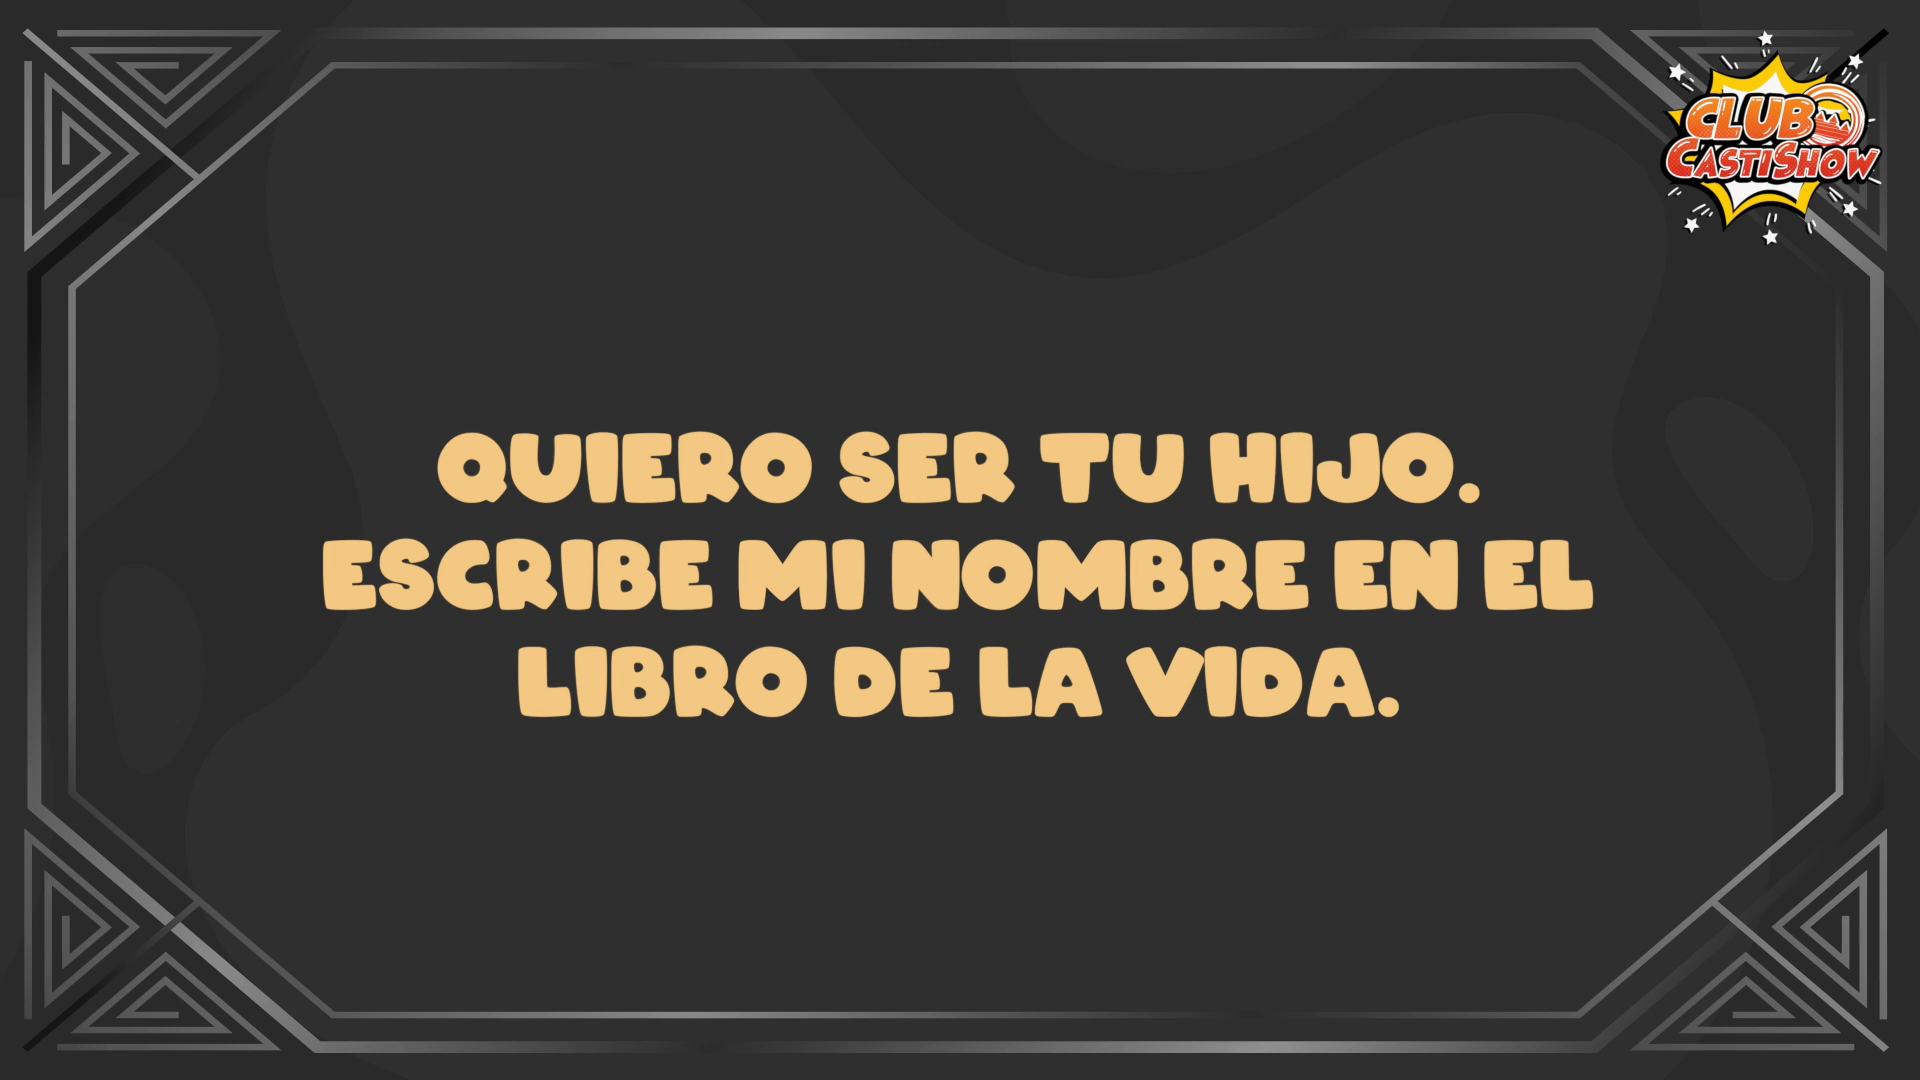 CLUB
CASTISHOW
QUIERO SER TU HIJO.
ESCRIBE MI NOMBRE EN EL
LIBRO DE LA VIDA.